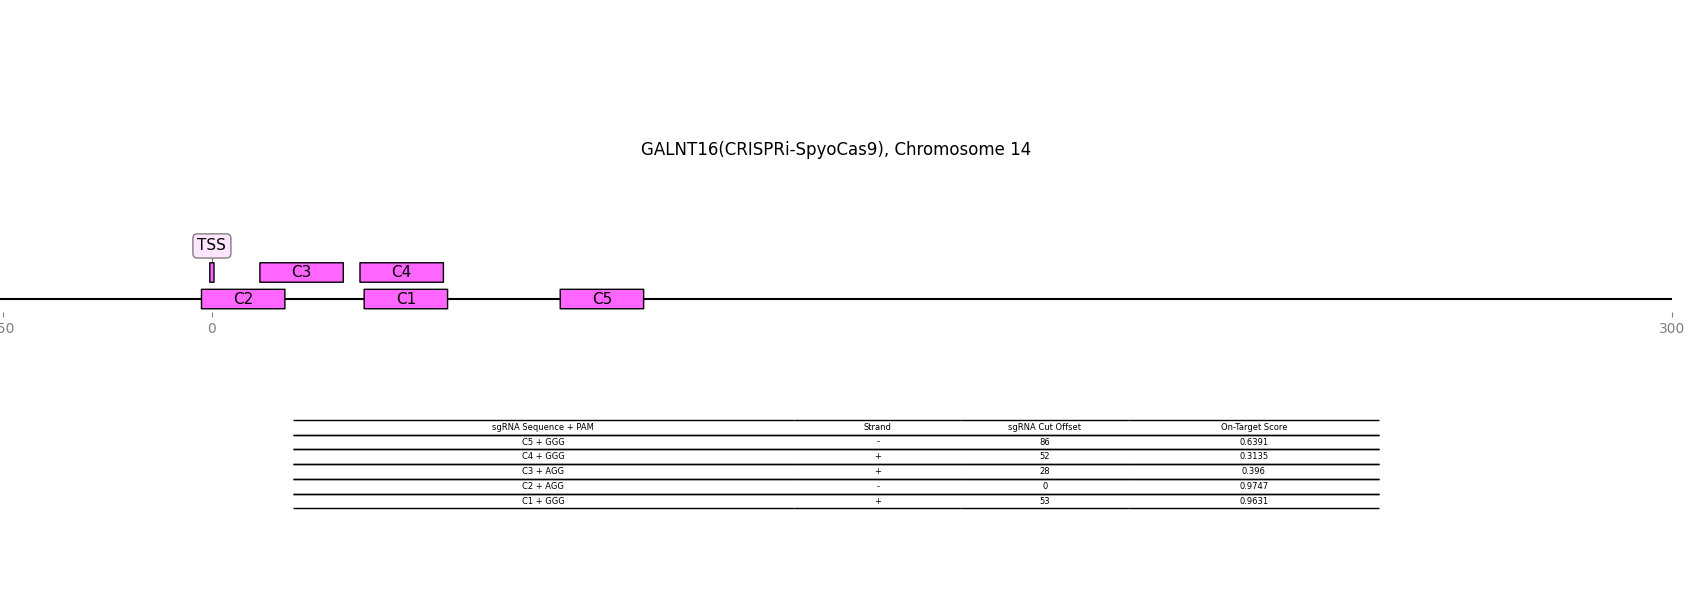 GALNT16(CRISPRi-SpyoCas9), Chromosome 14
TSS
C3 C4
C2 C1 C5
50 0 300
sgRNA Sequence + PAM Strand sgRNA Cut Offset On-Target Score
C5 + GGG - 86 0.6391
C4 + GGG + 52 0.3135
C3 + AGG + 28 0.396
C2 + AGG - 0 0.9747
C1 + GGG + 53 0.9631